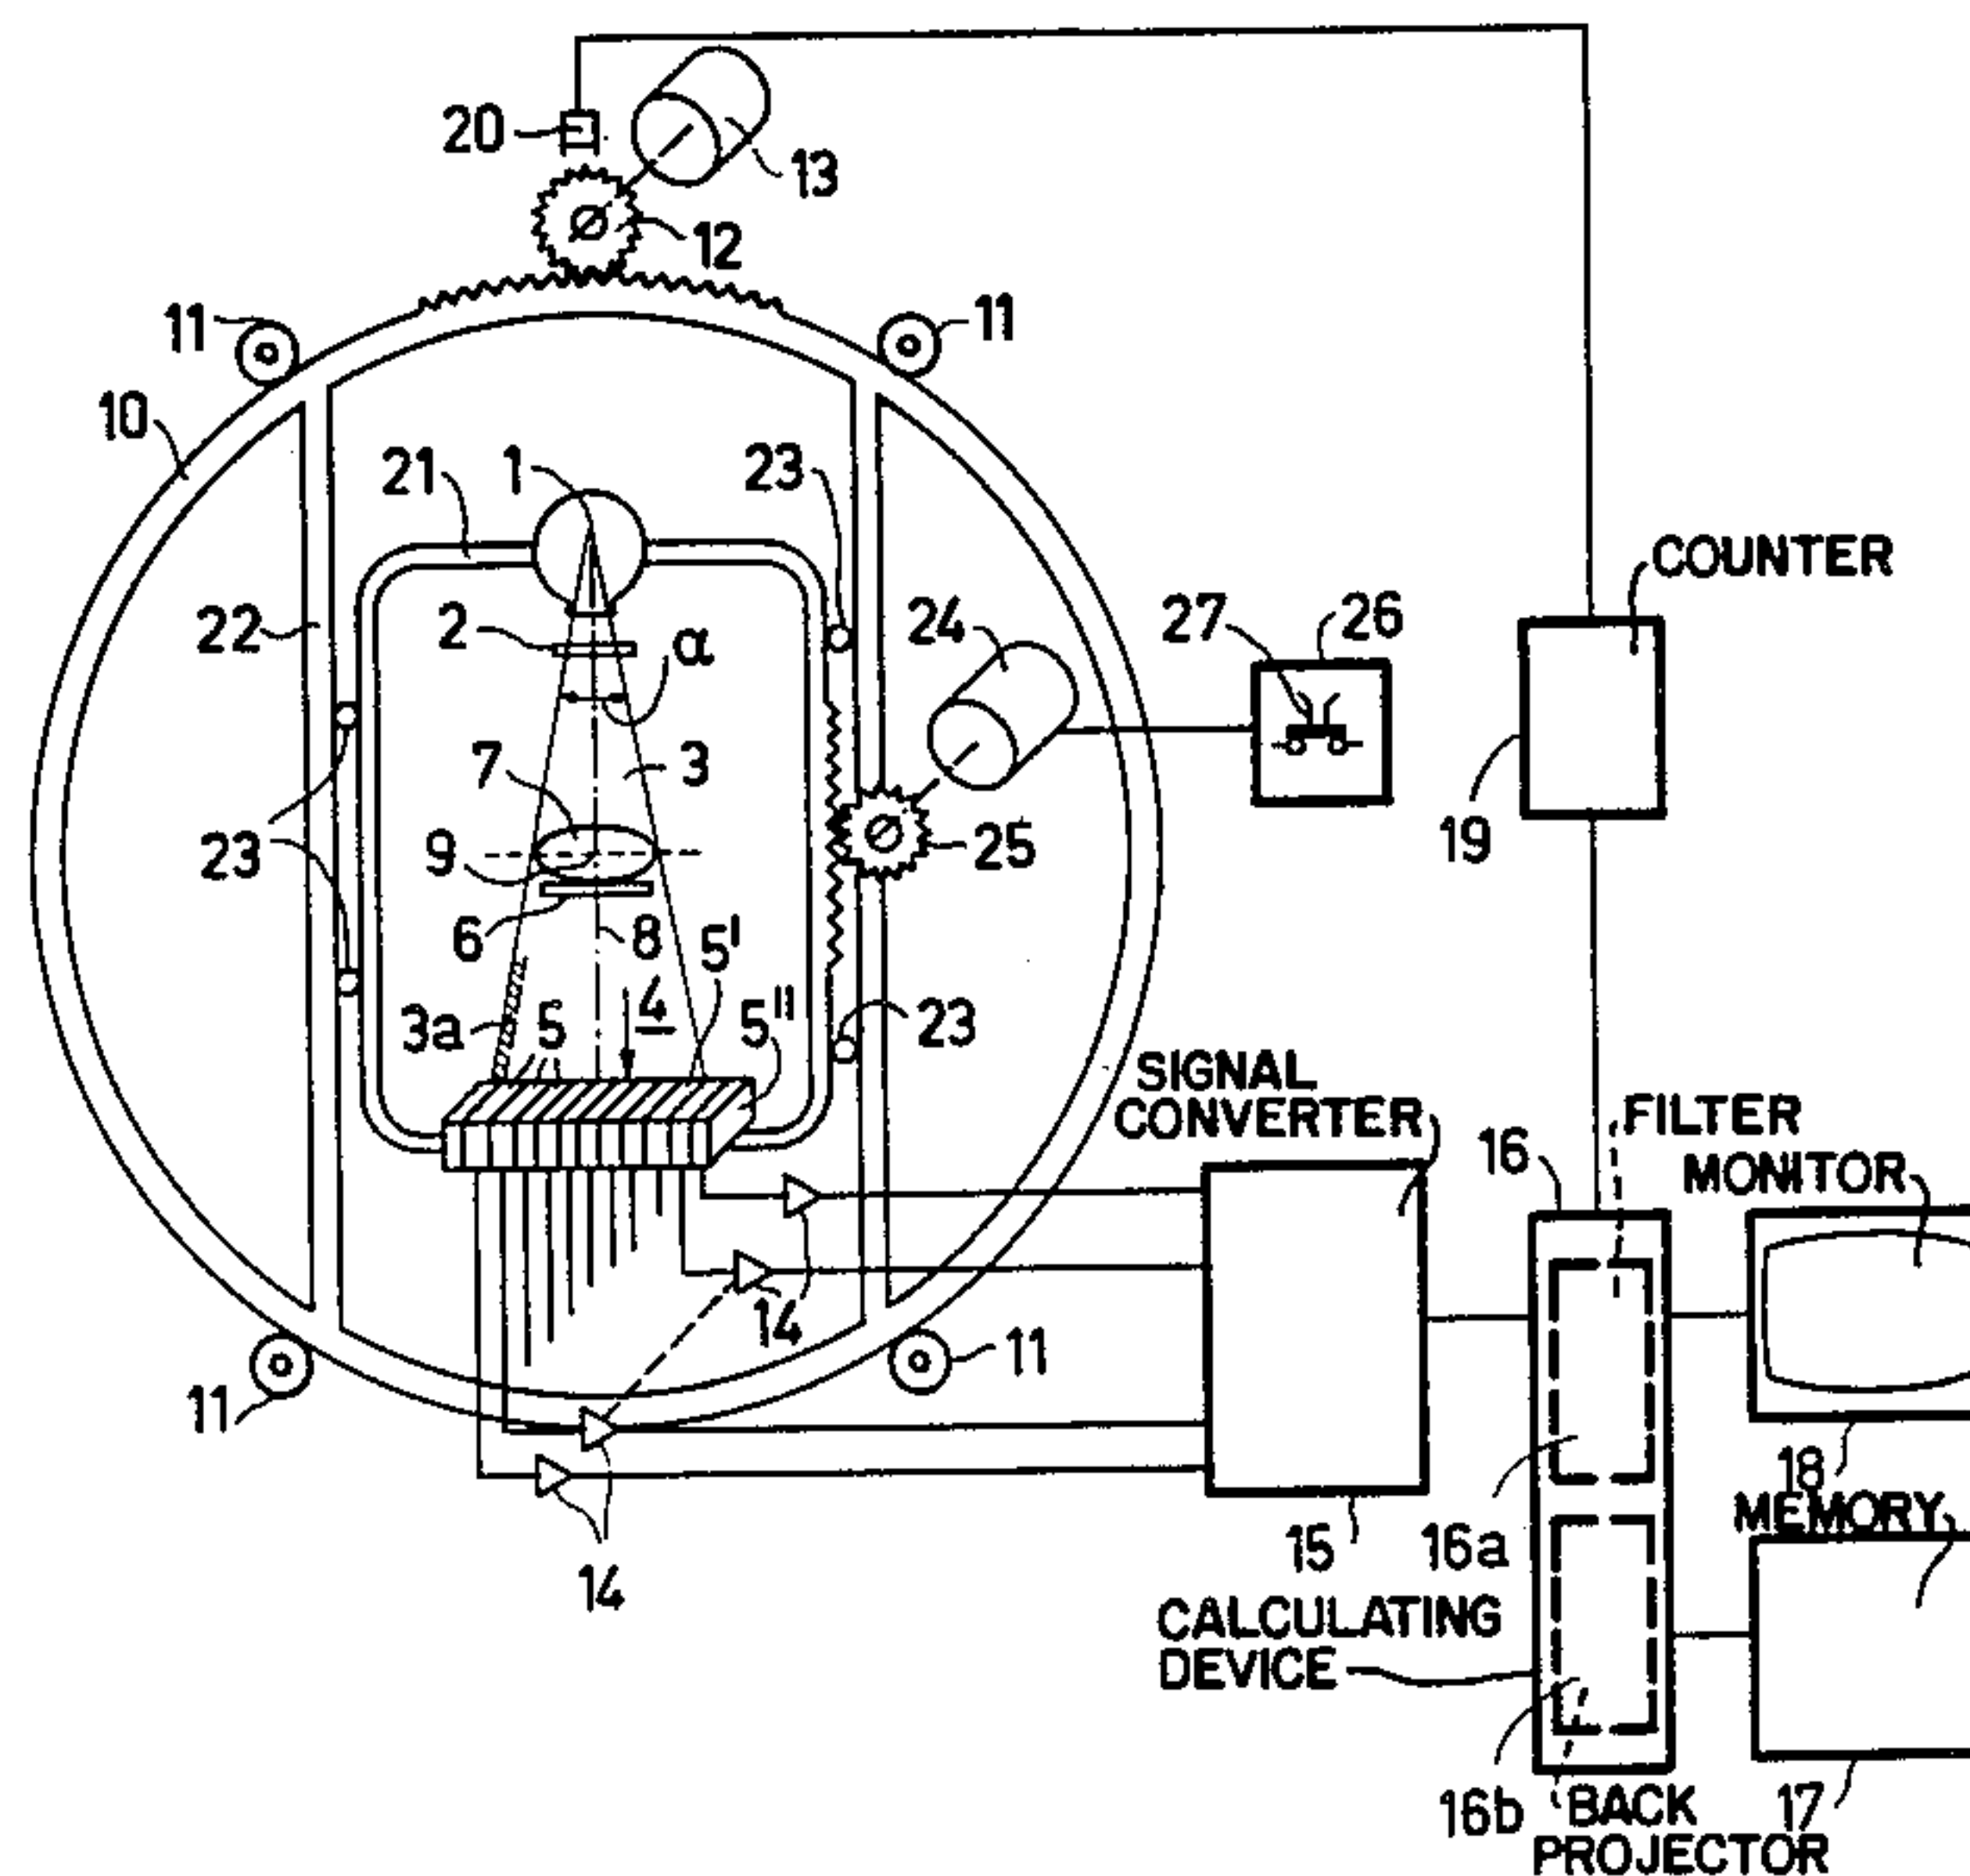 20
13
12
11
11
10
21
1
23
COUNTER
22
2
α
24
27
26
7
3
19
23
9
25
6
8
5'
3a
5
4
5"
23
SIGNAL
CONVERTER
FILTER
16
MONITOR
14
11
11
18
MEMORY
15
16a
14
CALCULATING
DEVICE
16b
BACK
PROJECTOR
17